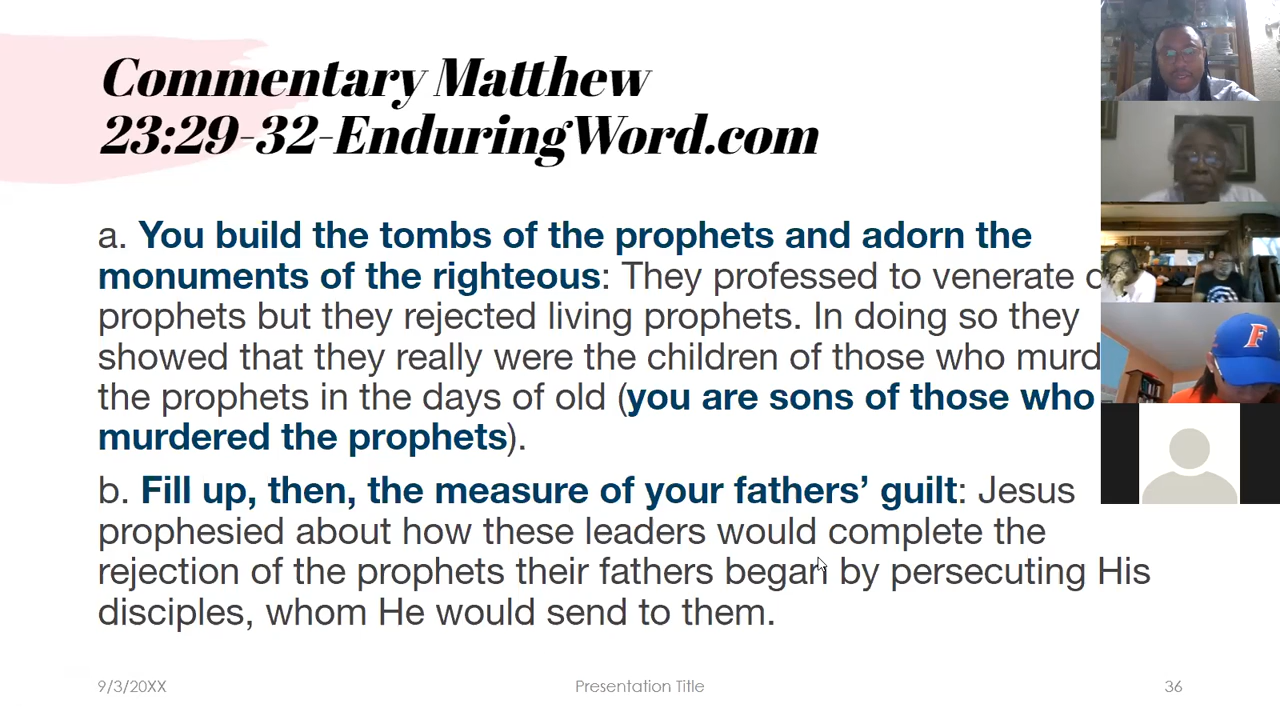 Commentary Matthew
23:29-32-EnduringWord.com
a. You build the tombs of the prophets and adorn the
monuments of the righteous: They professed to venerate
prophets but they rejected living prophets. In doing so they
showed that they really were the children of those who murd
the prophets in the days of old (you are sons of those who
murdered the prophets).
b. Fill up, then, the measure of your fathers’ guilt: Jesus
prophesied about how these leaders would complete the
rejection of the prophets their fathers began by persecuting His
disciples, whom He would send to them.
9/3/20XX
Presentation Title
36
F